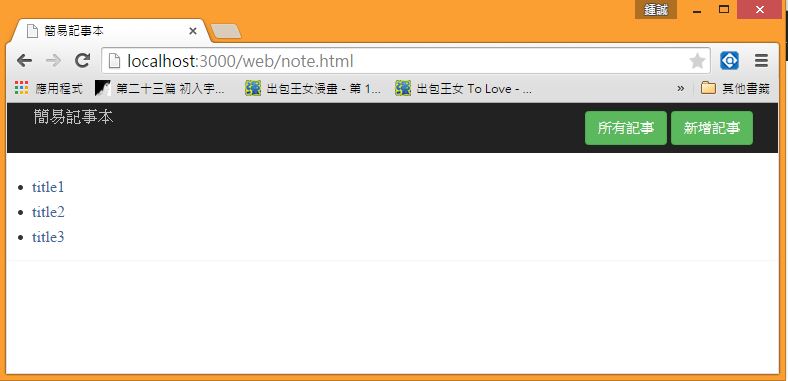 鍾誠
簡易記事本
localhost:3000/web/note.html
應用程式 第二十三篇 初入字... 出包王女漫畫 - 第 1... 出包王女 To Love - ... » 其他書籤
簡易記事本 所有記事 新增記事
title1
title2
title3